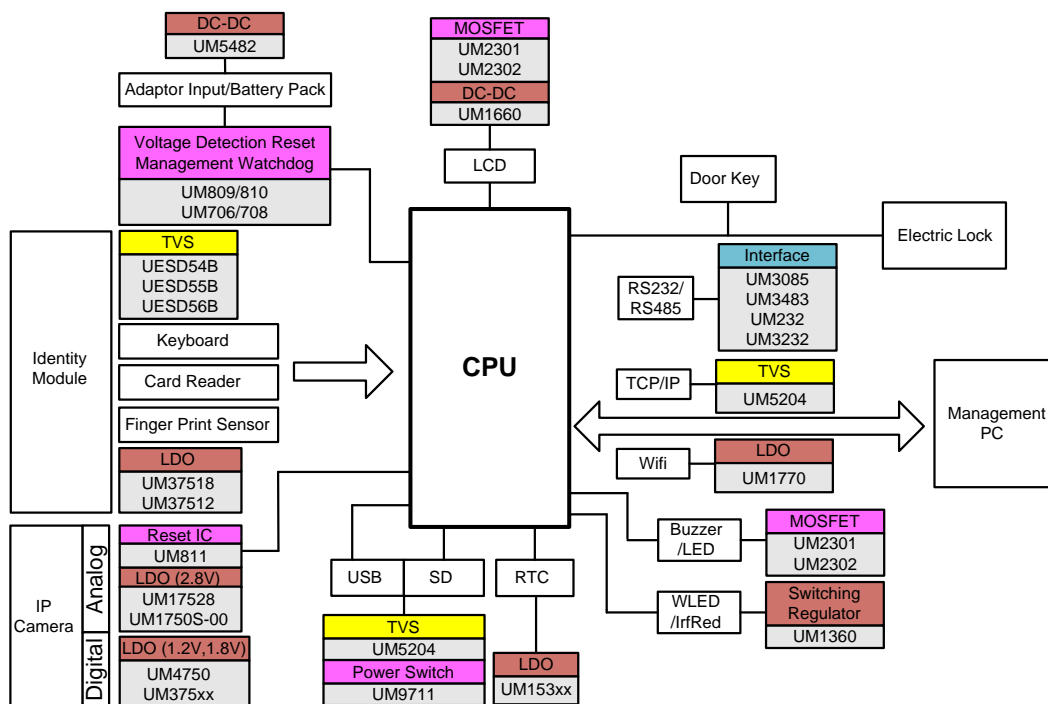 DC-DC
UM5482
Adaptor Input/Battery Pack
Voltage Detection Reset
Management Watchdog
UM809/810
UM706/708
MOSFET
UM2301
UM2302
DC-DC
UM1660
LCD
Door Key
Electric Lock
Identity
Module
TVS
UESD54B
UESD55B
UESD56B
Keyboard
Card Reader
Finger Print Sensor
LDO
UM37518
UM37512
CPU
RS232/
RS485
Interface
UM3085
UM3483
UM232
UM3232
TCP/IP
TVS
UM5204
Wifi
LDO
UM1770
Management
PC
IP
Camera
Analog
Reset IC
UM811
LDO (2.8V)
UM17528
UM1750S-00
Digital
LDO (1.2V,1.8V)
UM4750
UM375xx
USB
SD
TVS
UM5204
Power Switch
UM9711
RTC
LDO
UM153xx
Buzzer
/LED
MOSFET
UM2301
UM2302
WLED
/IrfRed
Switching
Regulator
UM1360